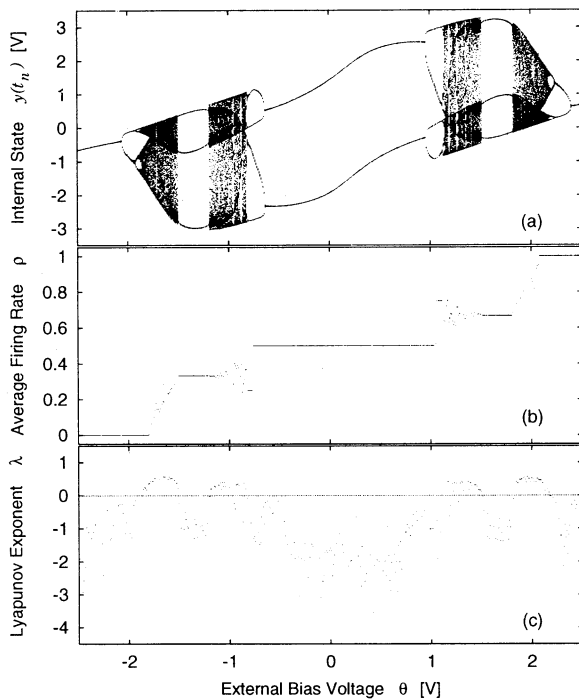 Internal State y(t_n) [V]
3
2
1
0
-1
-2
-3
(a)
Average Firing Rate ρ
1
0.8
0.6
0.4
0.2
0
(b)
Lyapunov Exponent λ
1
0
-1
-2
-3
-4
(c)
-2 -1 0 1 2
External Bias Voltage θ [V]